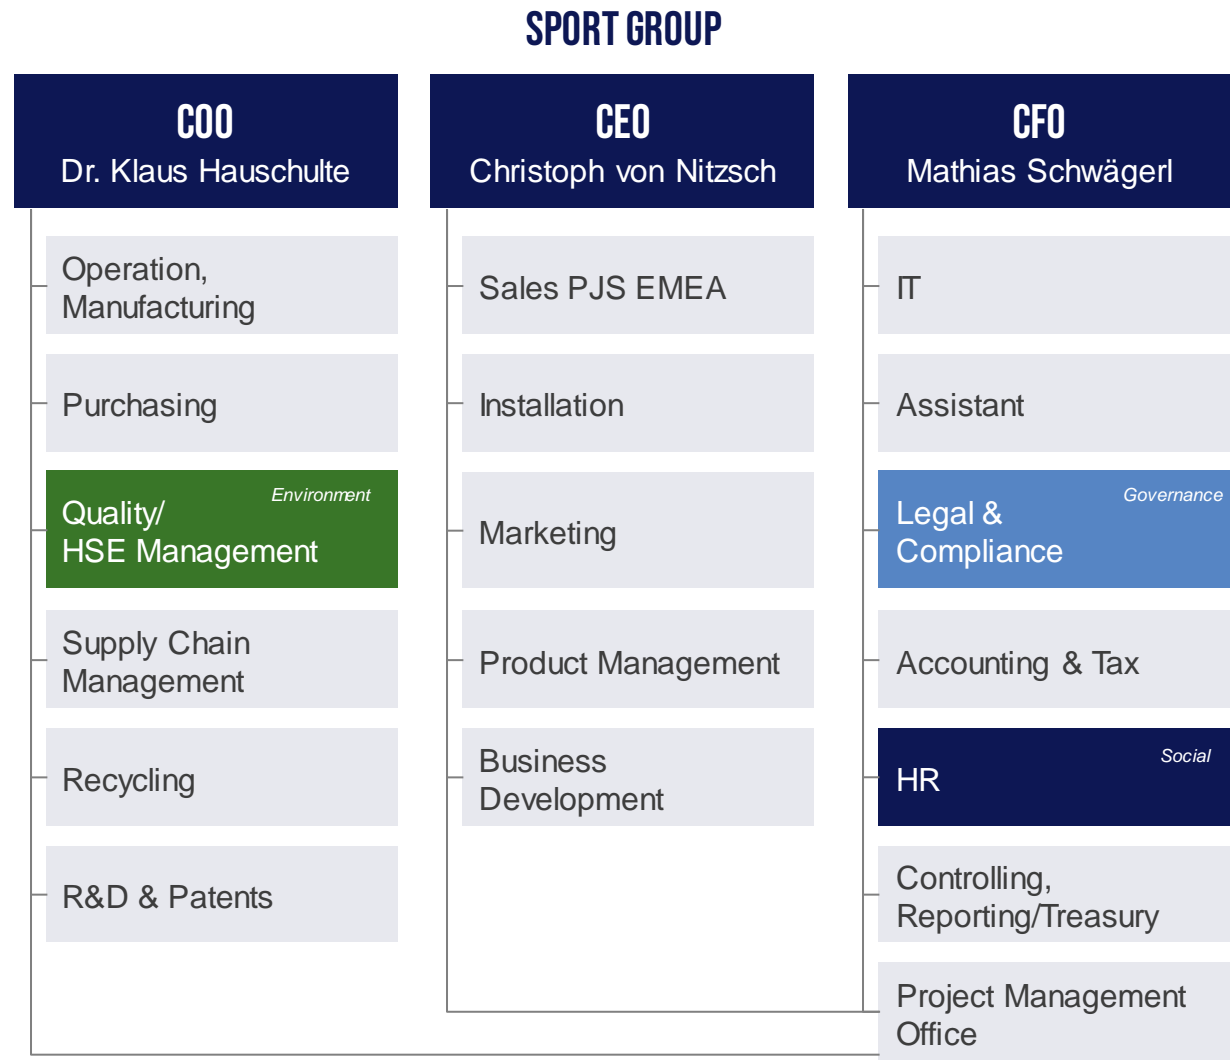 SPORT GROUP
COO
Dr. Klaus Hauschulte
Operation,
Manufacturing
Purchasing
Environment
Quality/
HSE Management
Supply Chain
Management
Recycling
R&D & Patents
CEO
Christoph von Nitzsch
Sales PJS EMEA
Installation
Marketing
Product Management
Business
Development
CFO
Mathias Schwägerl
IT
Assistant
Governance
Legal &
Compliance
Accounting & Tax
Social
HR
Controlling,
Reporting/Treasury
Project Management
Office